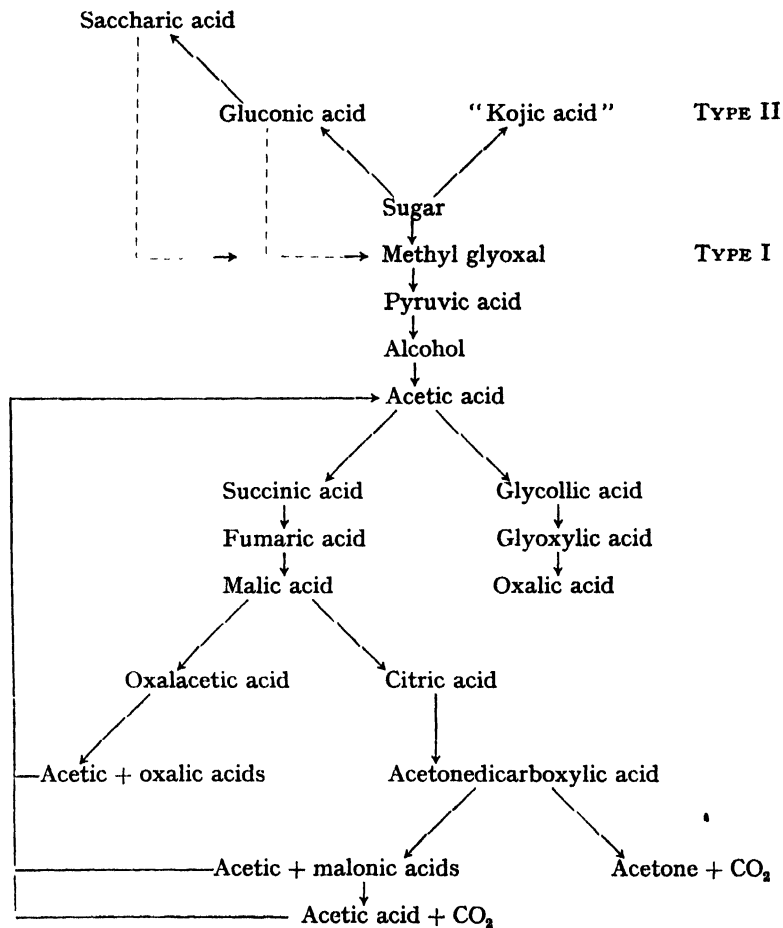 Saccharic acid
Gluconic acid "Kojic acid" TYPE II
Sugar
Methyl glyoxal TYPE I
Pyruvic acid
Alcohol
Acetic acid
Succinic acid Glycollic acid
Fumaric acid Glyoxylic acid
Malic acid Oxalic acid
Oxalacetic acid Citric acid
Acetic + oxalic acids Acetonedicarboxylic acid
Acetic + malonic acids Acetone + CO₂
Acetic acid + CO₂